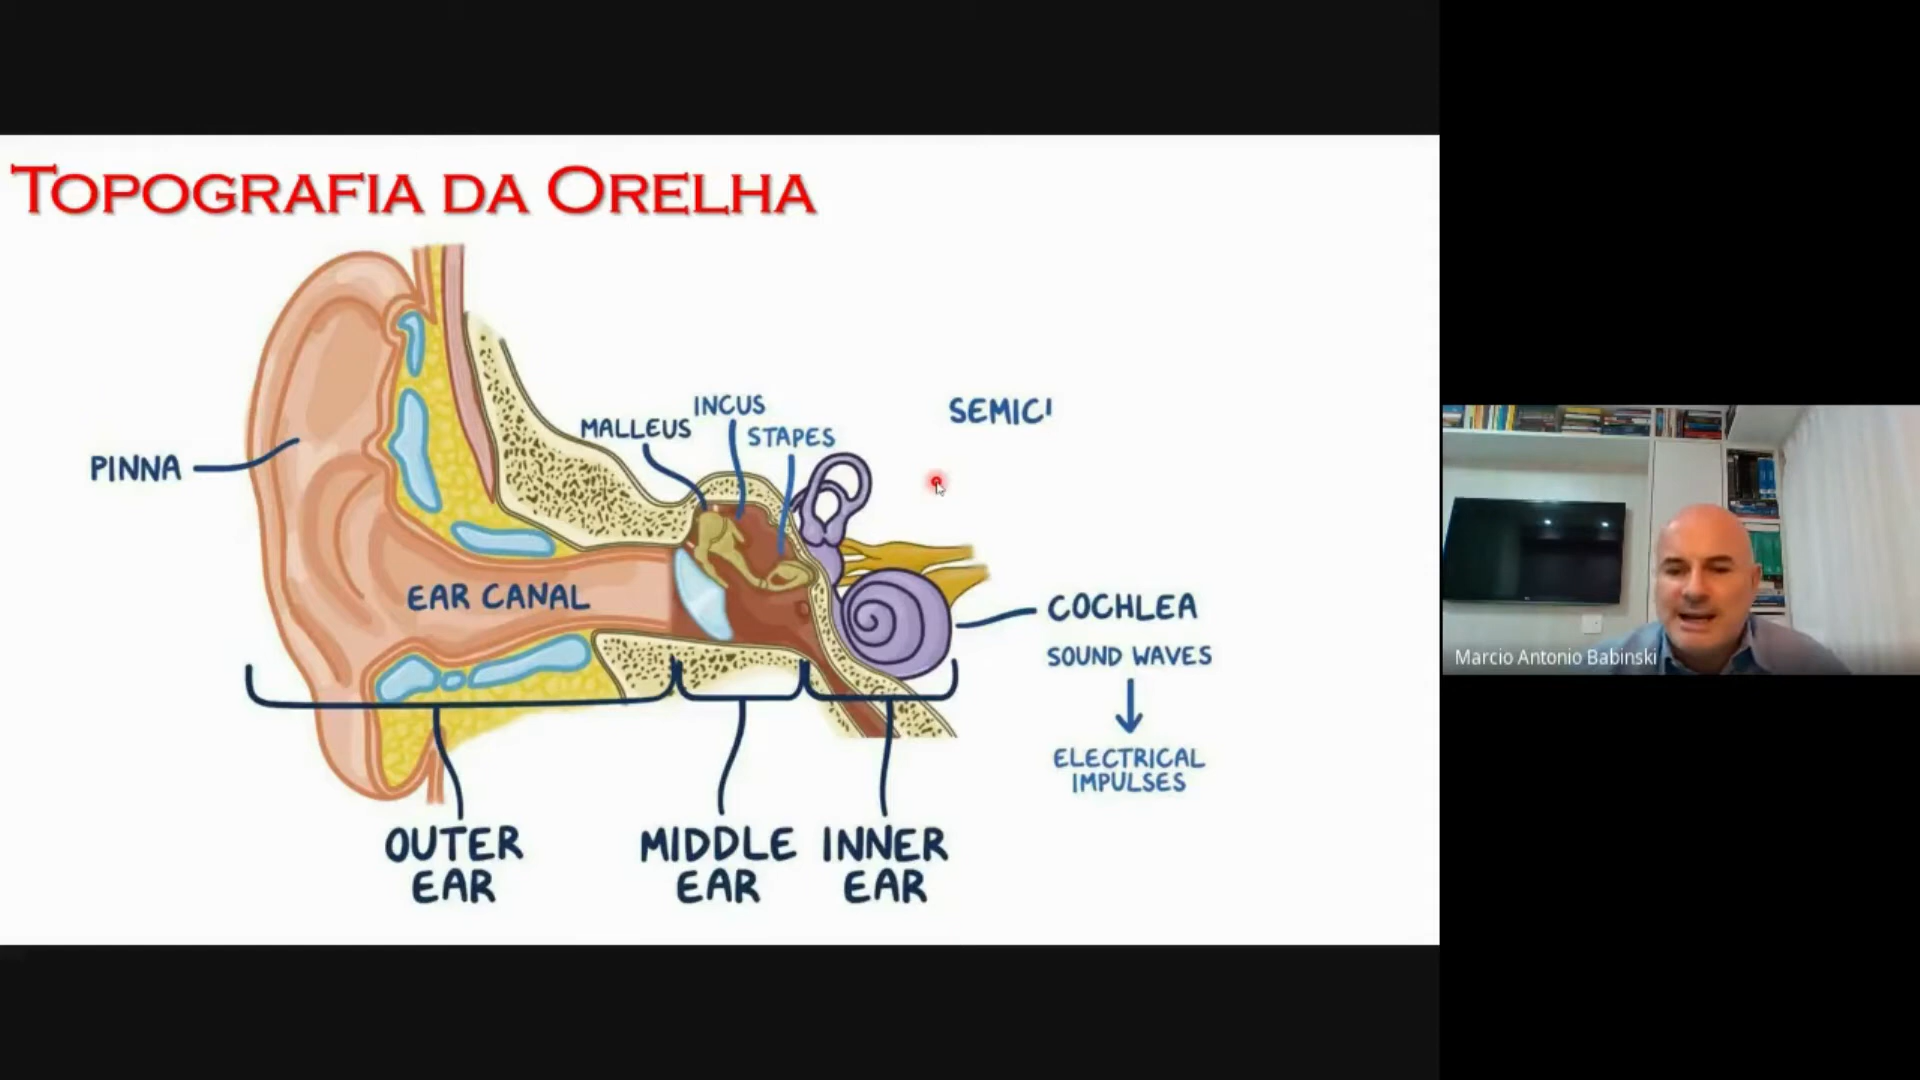 TOPOGRAFIA DA ORELHA
INCUS
MALLEUS
STAPES
SEMICI
PINNA
EAR CANAL
COCHLEA
SOUND WAVES
ELECTRICAL
IMPULSES
OUTER
EAR
MIDDLE
EAR
INNER
EAR
Marcio Antonio Babinski